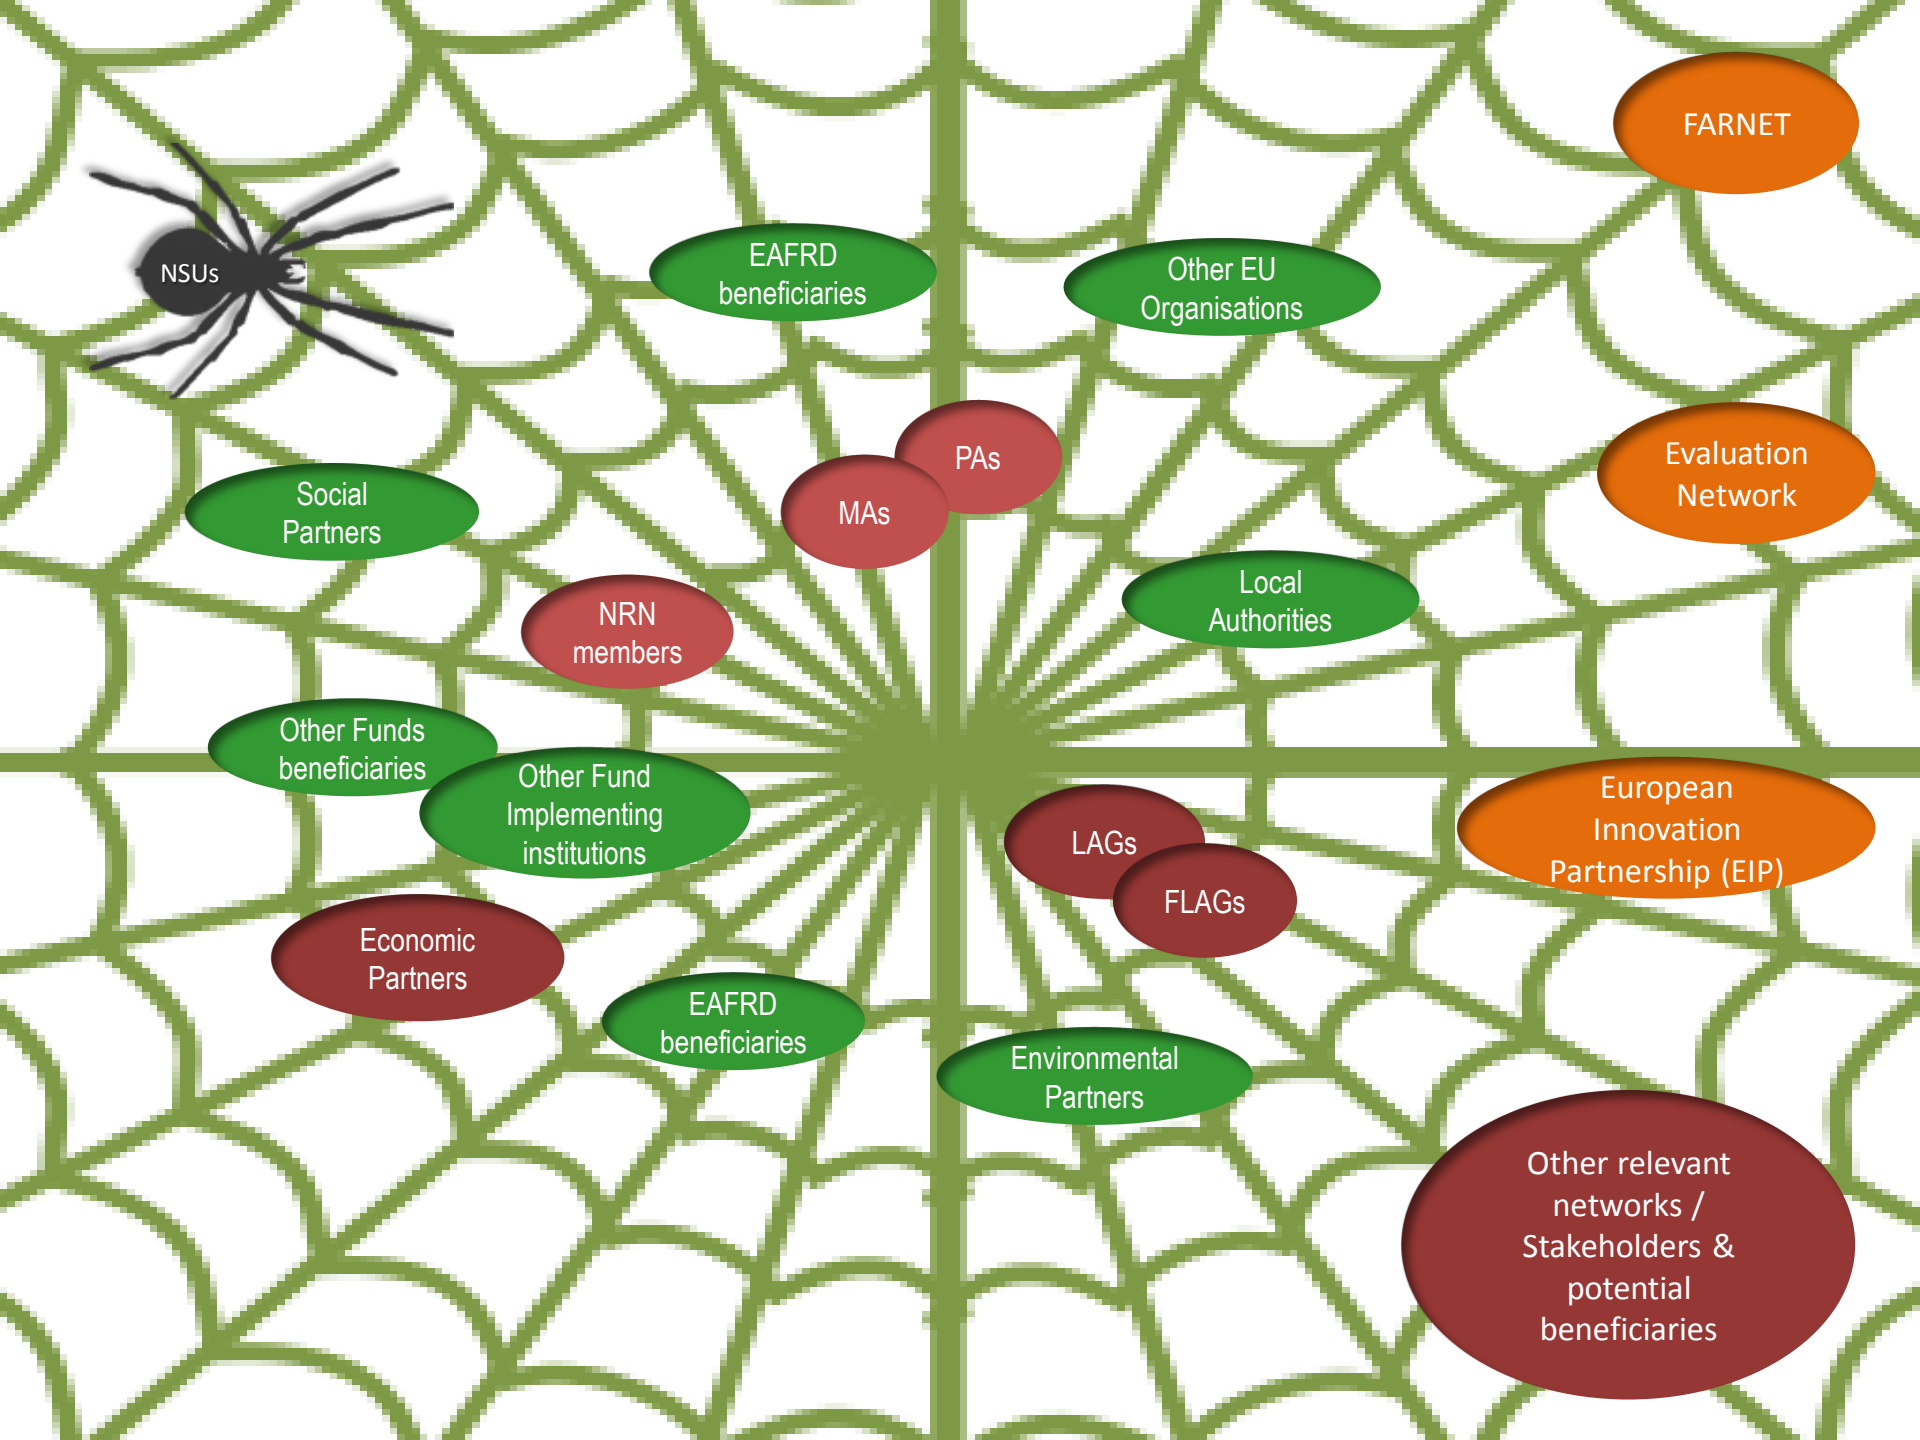 FARNET
NSUs
EAFRD
beneficiaries
Other EU
Organisations
PAs
MAs
Evaluation
Network
Social
Partners
Local
Authorities
NRN
members
Other Funds
beneficiaries
Other Fund
Implementing
institutions
European
Innovation
Partnership (EIP)
LAGs
FLAGs
Economic
Partners
EAFRD
beneficiaries
Environmental
Partners
Other relevant
networks /
Stakeholders &
potential
beneficiaries